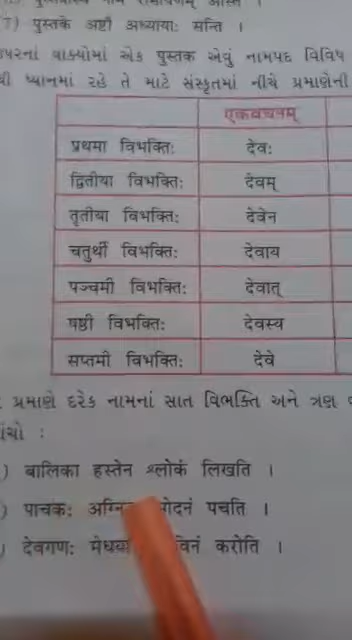 7) पुस्तके अष्टौ अध्यायाः सन्ति ।
ઉપરનાં વાક્યોમાં એક પુસ્તક એવું નામપદ વિવિધ
ધ્યાનમાં રહે તે માટે સંસ્કૃતમાં નીચે પ્રમાણેની
एकवचनम्
प्रथमा विभक्तिः देवः
द्वितीया विभक्तिः देवम्
तृतीया विभक्तिः देवेन
चतुर्थी विभक्तिः देवाय
पञ्चमी विभक्तिः देवात्
षष्ठी विभक्तिः देवस्य
सप्तमी विभक्तिः देवे
પ્રમાણે દરેક નામનાં સાત વિભક્તિ અને ત્રણ
) बालिका हस्तेन श्लोकं लिखति ।
) पाचकः पचति ।
) देवगणः करोति ।